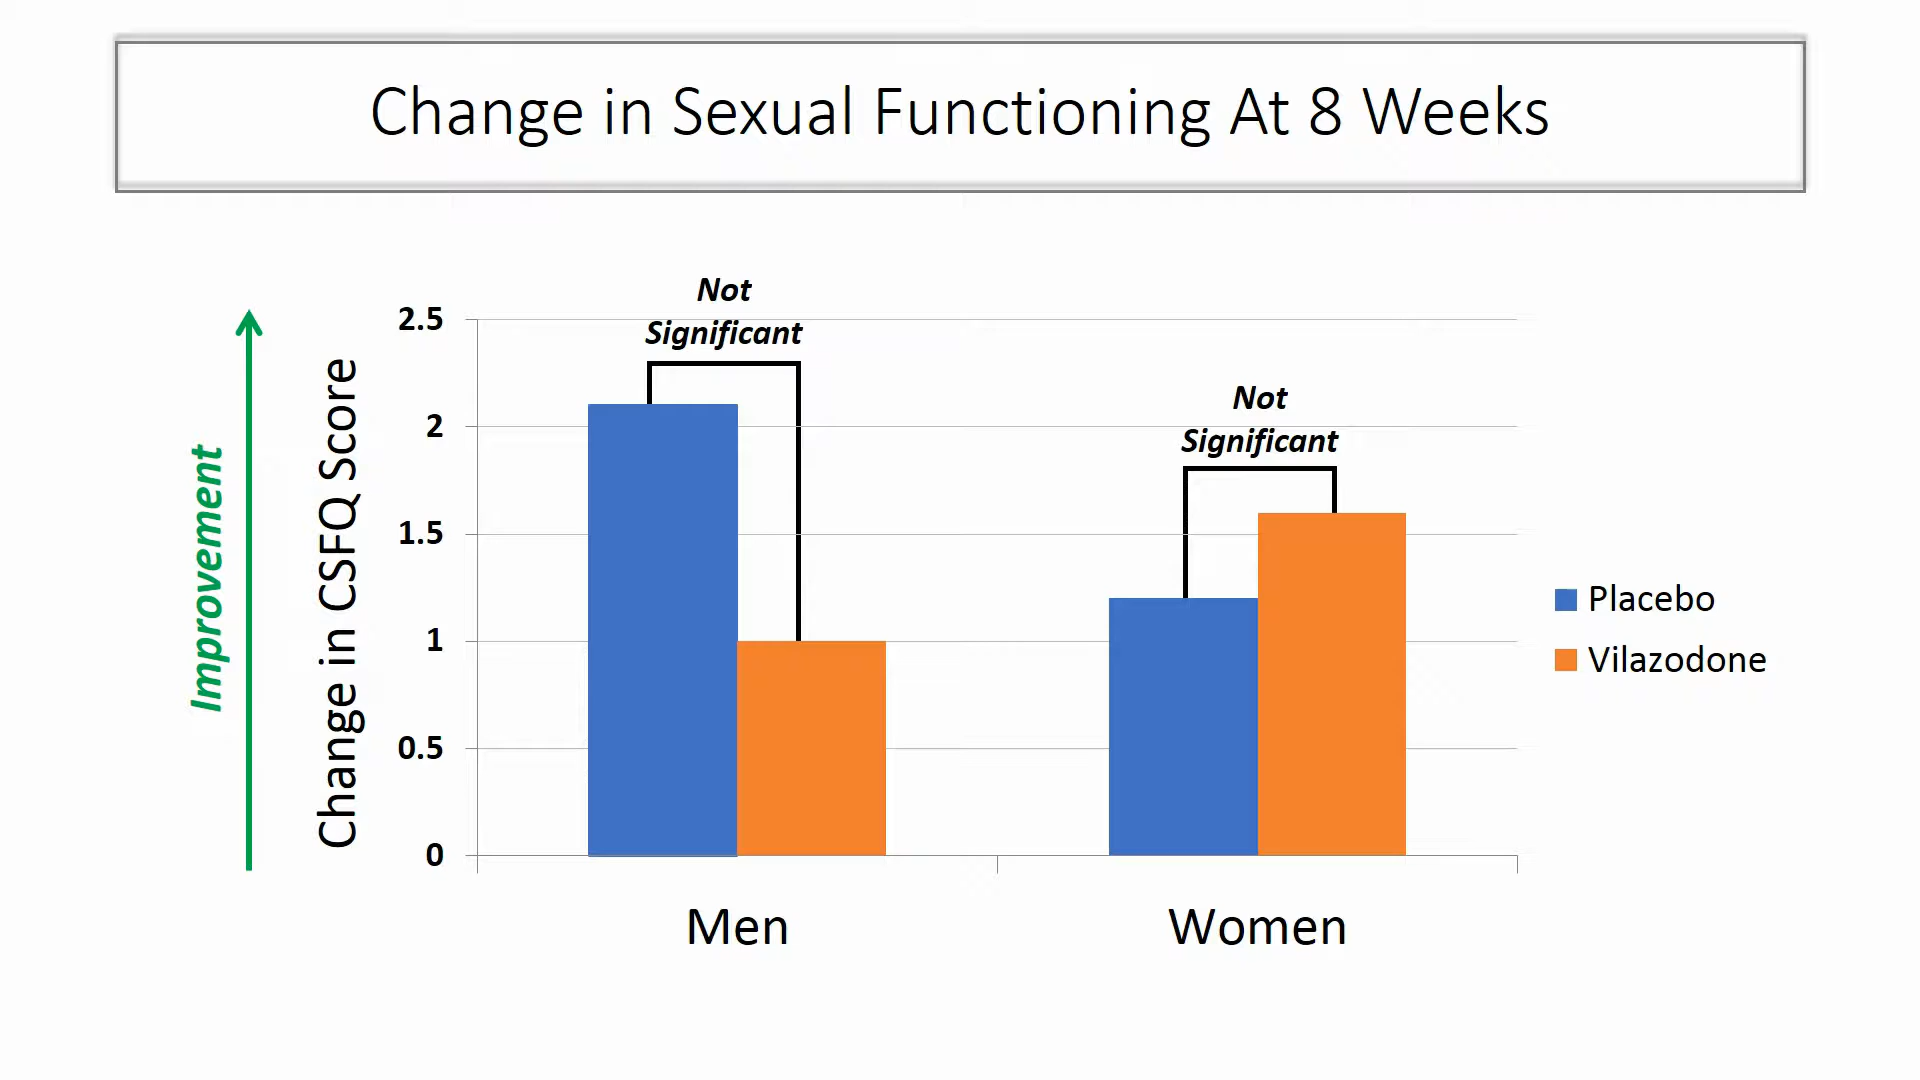 Change in Sexual Functioning At 8 Weeks
Improvement
Change in CSFQ Score
2.5
2
1.5
1
0.5
0
Not
Significant
Not
Significant
Men
Women
Placebo
Vilazodone